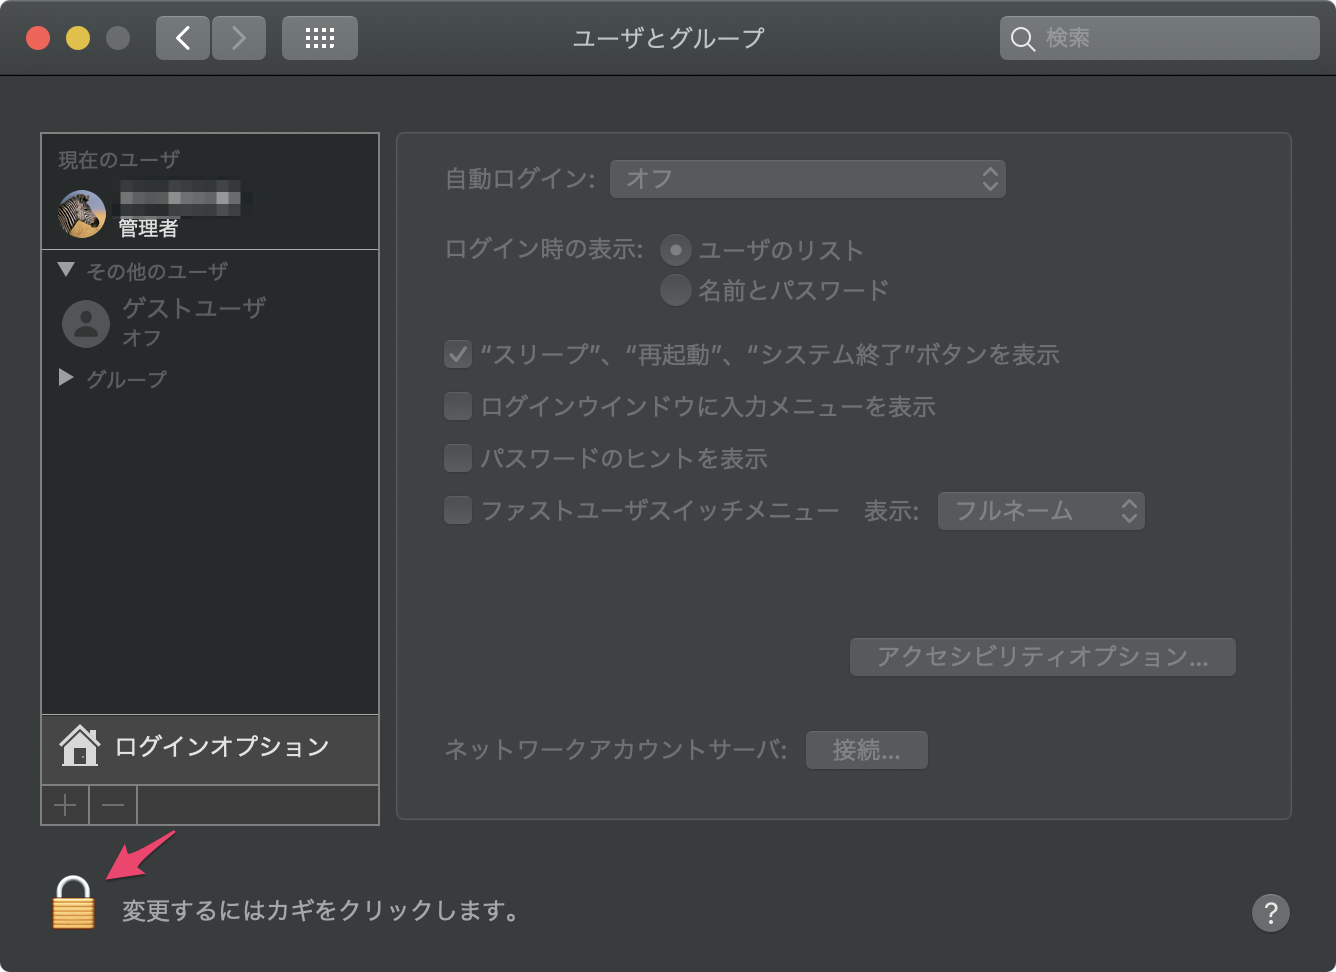 ユーザとグループ
検索
現在のユーザ
管理者
その他のユーザ
ゲストユーザ
オフ
グループ
ログインオプション
自動ログイン: オフ
ログイン時の表示: ユーザのリスト
名前とパスワード
“スリープ”、“再起動”、“システム終了”ボタンを表示
ログインウインドウに入力メニューを表示
パスワードのヒントを表示
ファストユーザスイッチメニュー 表示: フルネーム
アクセシビリティオプション...
ネットワークアカウントサーバ: 接続...
変更するにはカギをクリックします。
?